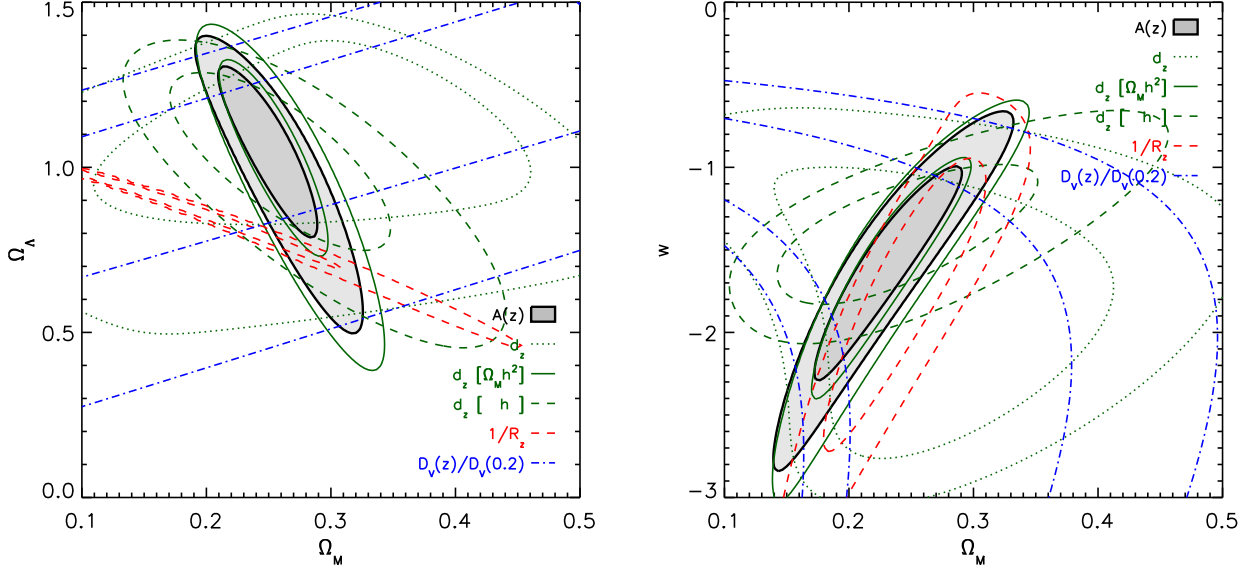 1.5
1.0
0.5
0.0
Ω_Λ
0.1
0.2
0.3
0.4
0.5
Ω_M
A(z)
d_z
d_z [Ω_M h²]
d_z [ h ]
1/R_z
D_V(z)/D_V(0.2)
0
−1
−2
−3
w
0.1
0.2
0.3
0.4
0.5
Ω_M
A(z)
d_z
d_z [Ω_M h²]
d_z [ h ]
1/R_z
D_V(z)/D_V(0.2)